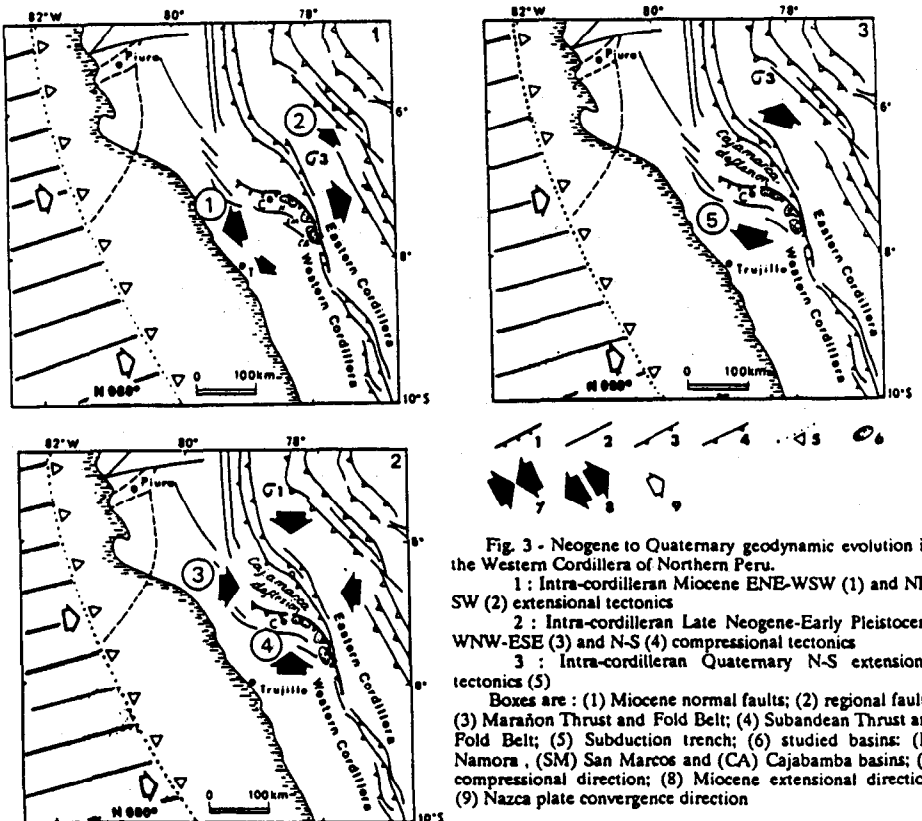 82°W 80° 78°
1
Piura
6°
2
σ3
1
T
8°
Eastern Cordillera
Western Cordillera
0 100km
N 080°
10°S
78°
3
Piura
σ3
6°
Cajamarca
deflexion
C
5
8°
Trujillo
Eastern Cordillera
Western Cordillera
0 100km
N 080°
10°S
82°W 80° 78°
2
Piura
σ1
6°
3
Cajamarca
deflexion
C
4
8°
Trujillo
Eastern Cordillera
Western Cordillera
0 100km
N 080°
10°S
1 2 3 4 5 6
7 8 9
Fig. 3 - Neogene to Quaternary geodynamic evolution i
the Western Cordillera of Northern Peru.
1 : Intra-cordilleran Miocene ENE-WSW (1) and N
SW (2) extensional tectonics
2 : Intra-cordilleran Late Neogene-Early Pleistocen
WNW-ESE (3) and N-S (4) compressional tectonics
3 : Intra-cordilleran Quaternary N-S extension
tectonics (5)
Boxes are : (1) Miocene normal faults; (2) regional fault
(3) Marañon Thrust and Fold Belt; (4) Subandean Thrust a
Fold Belt; (5) Subduction trench; (6) studied basins: (
Namora , (SM) San Marcos and (CA) Cajabamba basins; (
compressional direction; (8) Miocene extensional directio
(9) Nazca plate convergence direction